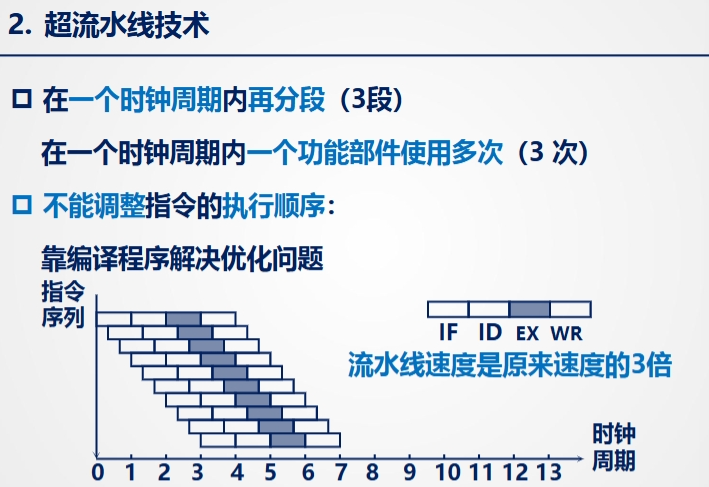 2. 超流水线技术
在一个时钟周期内再分段（3段）
在一个时钟周期内一个功能部件使用多次（3 次）
不能调整指令的执行顺序：
靠编译程序解决优化问题
指令
序列
IF ID EX WR
流水线速度是原来速度的3倍
时钟
周期
0 1 2 3 4 5 6 7 8 9 10 11 12 13